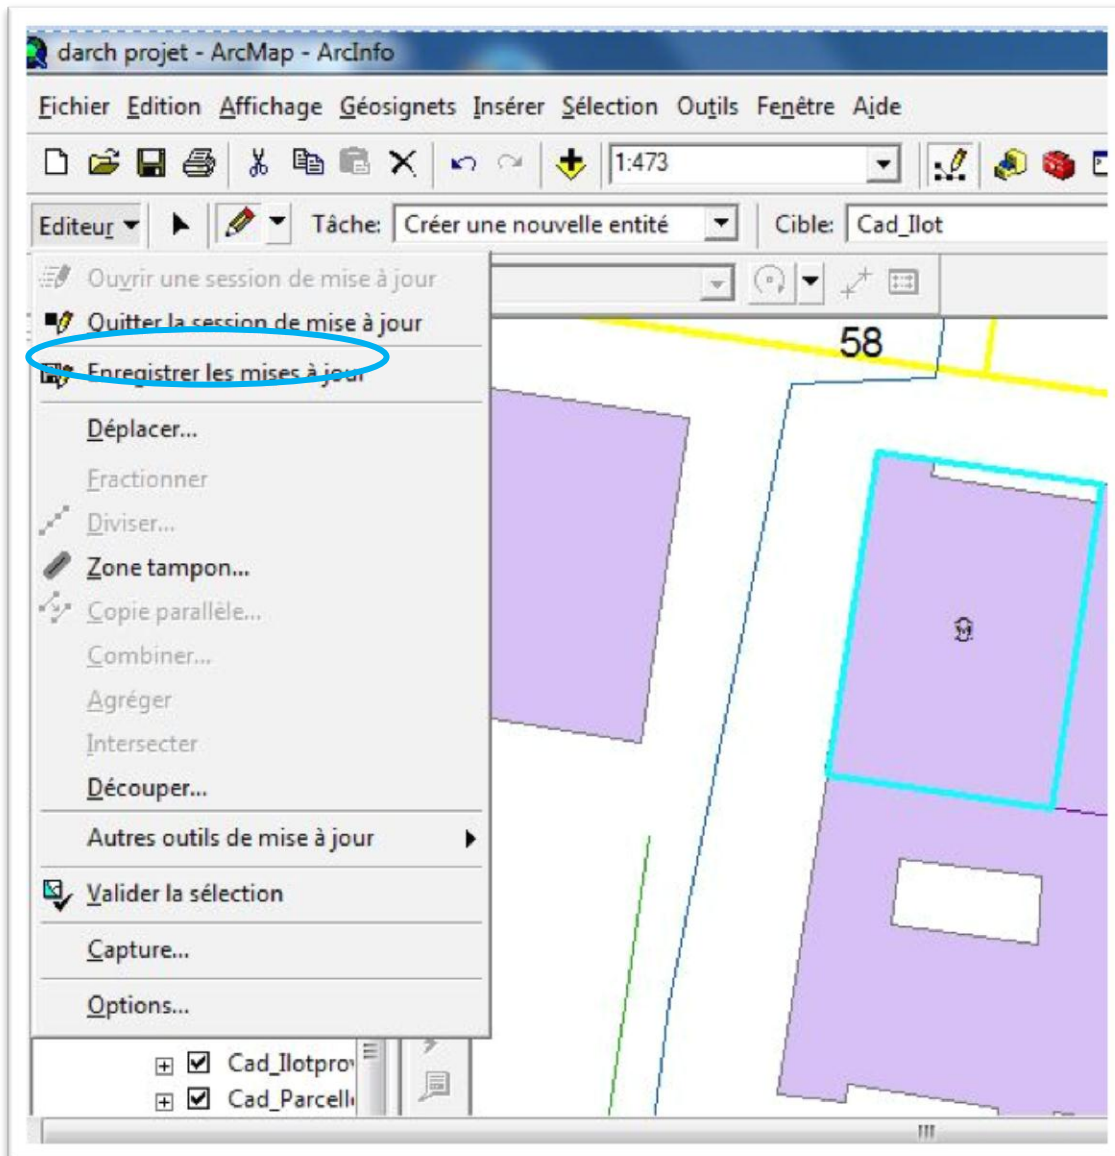 darch projet - ArcMap - ArcInfo
Fichier Edition Affichage Géosignets Insérer Sélection Outils Fenêtre Aide
1:473
Editeur Tâche: Créer une nouvelle entité Cible: Cad_Ilot
Ouvrir une session de mise à jour
Quitter la session de mise à jour
Enregistrer les mises à jour
Déplacer...
Fractionner
Diviser...
Zone tampon...
Copie parallèle...
Combiner...
Agréger
Intersecter
Découper...
Autres outils de mise à jour
Valider la sélection
Capture...
Options...
58
Cad_Ilotpro
Cad_Parcell